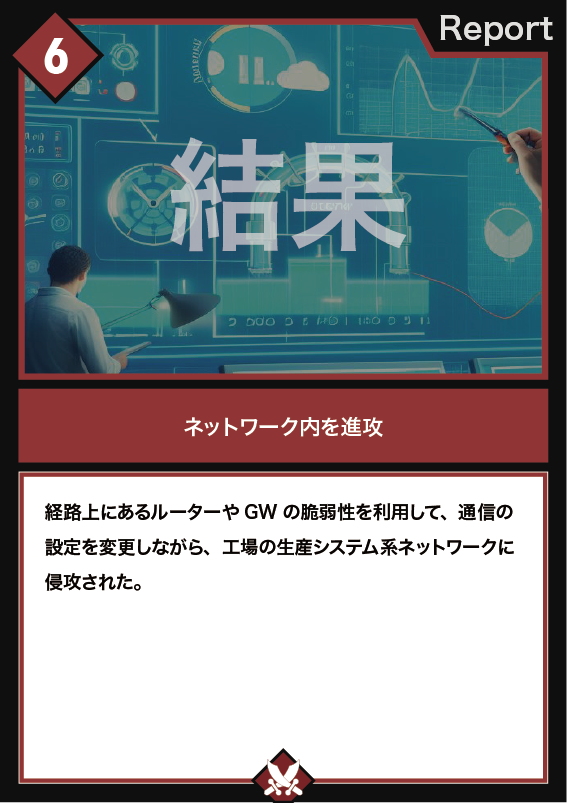 Report
6
結果
ネットワーク内を進攻
経路上にあるルーターや GW の脆弱性を利用して、通信の
設定を変更しながら、工場の生産システム系ネットワークに
侵攻された。